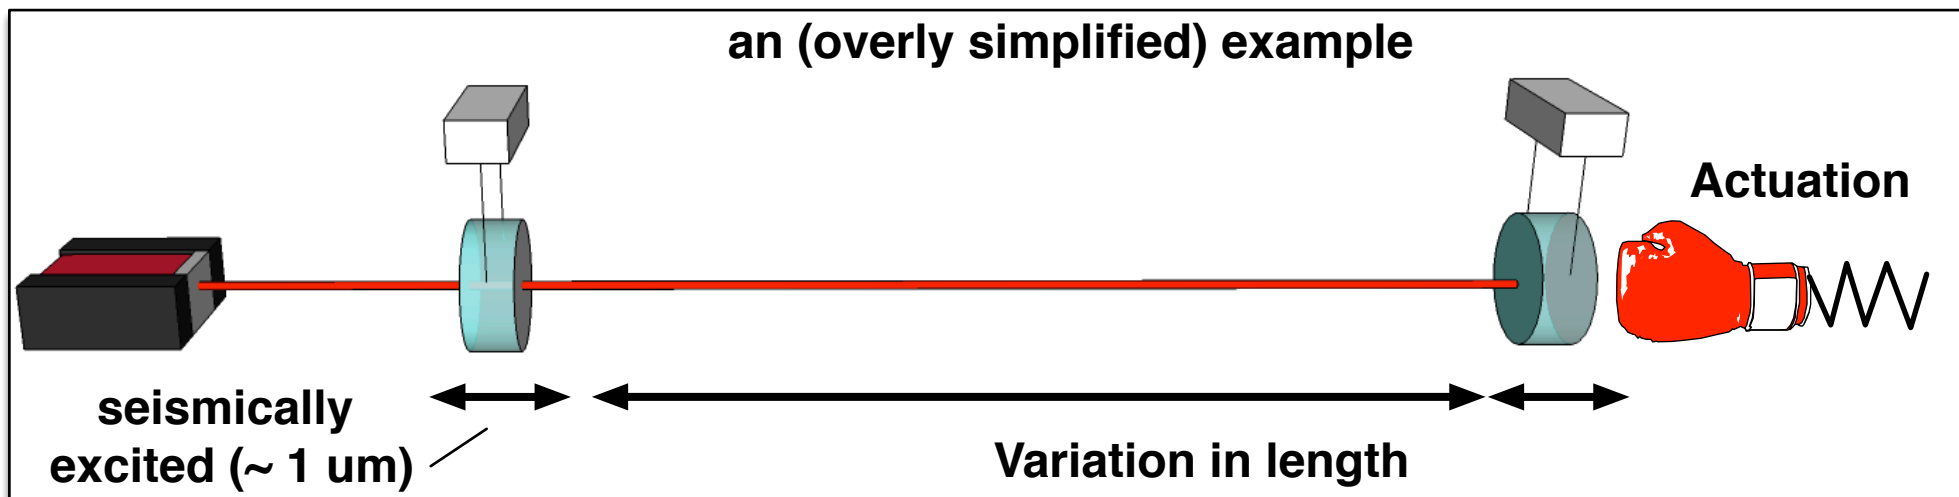 an (overly simplified) example
Actuation
seismically
excited (~ 1 um)
Variation in length